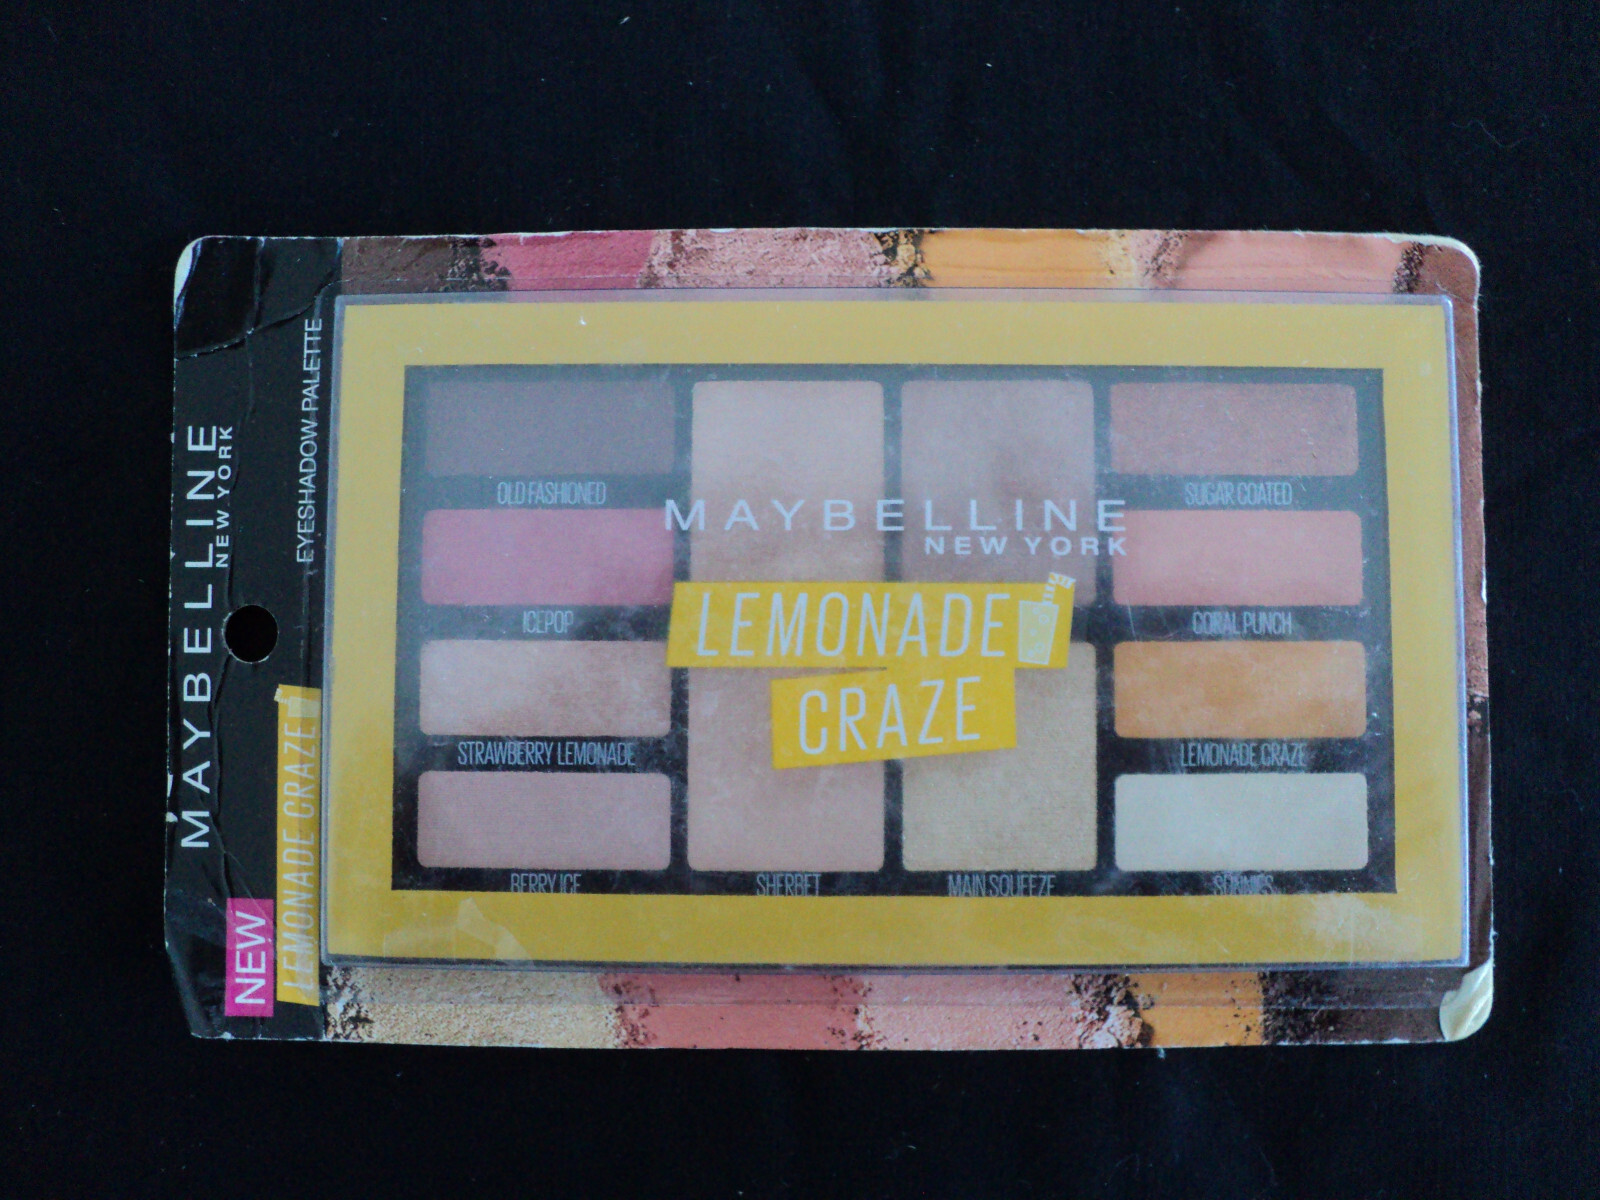 MAYBELLINE
NEW YORK
EYESHADOW PALETTE
NEW
LEMONADE CRAZE
OLD FASHIONED
SUGAR COATED
MAYBELLINE
NEW YORK
ICEPOP
CORAL PUNCH
LEMONADE
CRAZE
STRAWBERRY LEMONADE
LEMONADE CRAZE
BERRY ICE
SHERBET
MAIN SQUEEZE